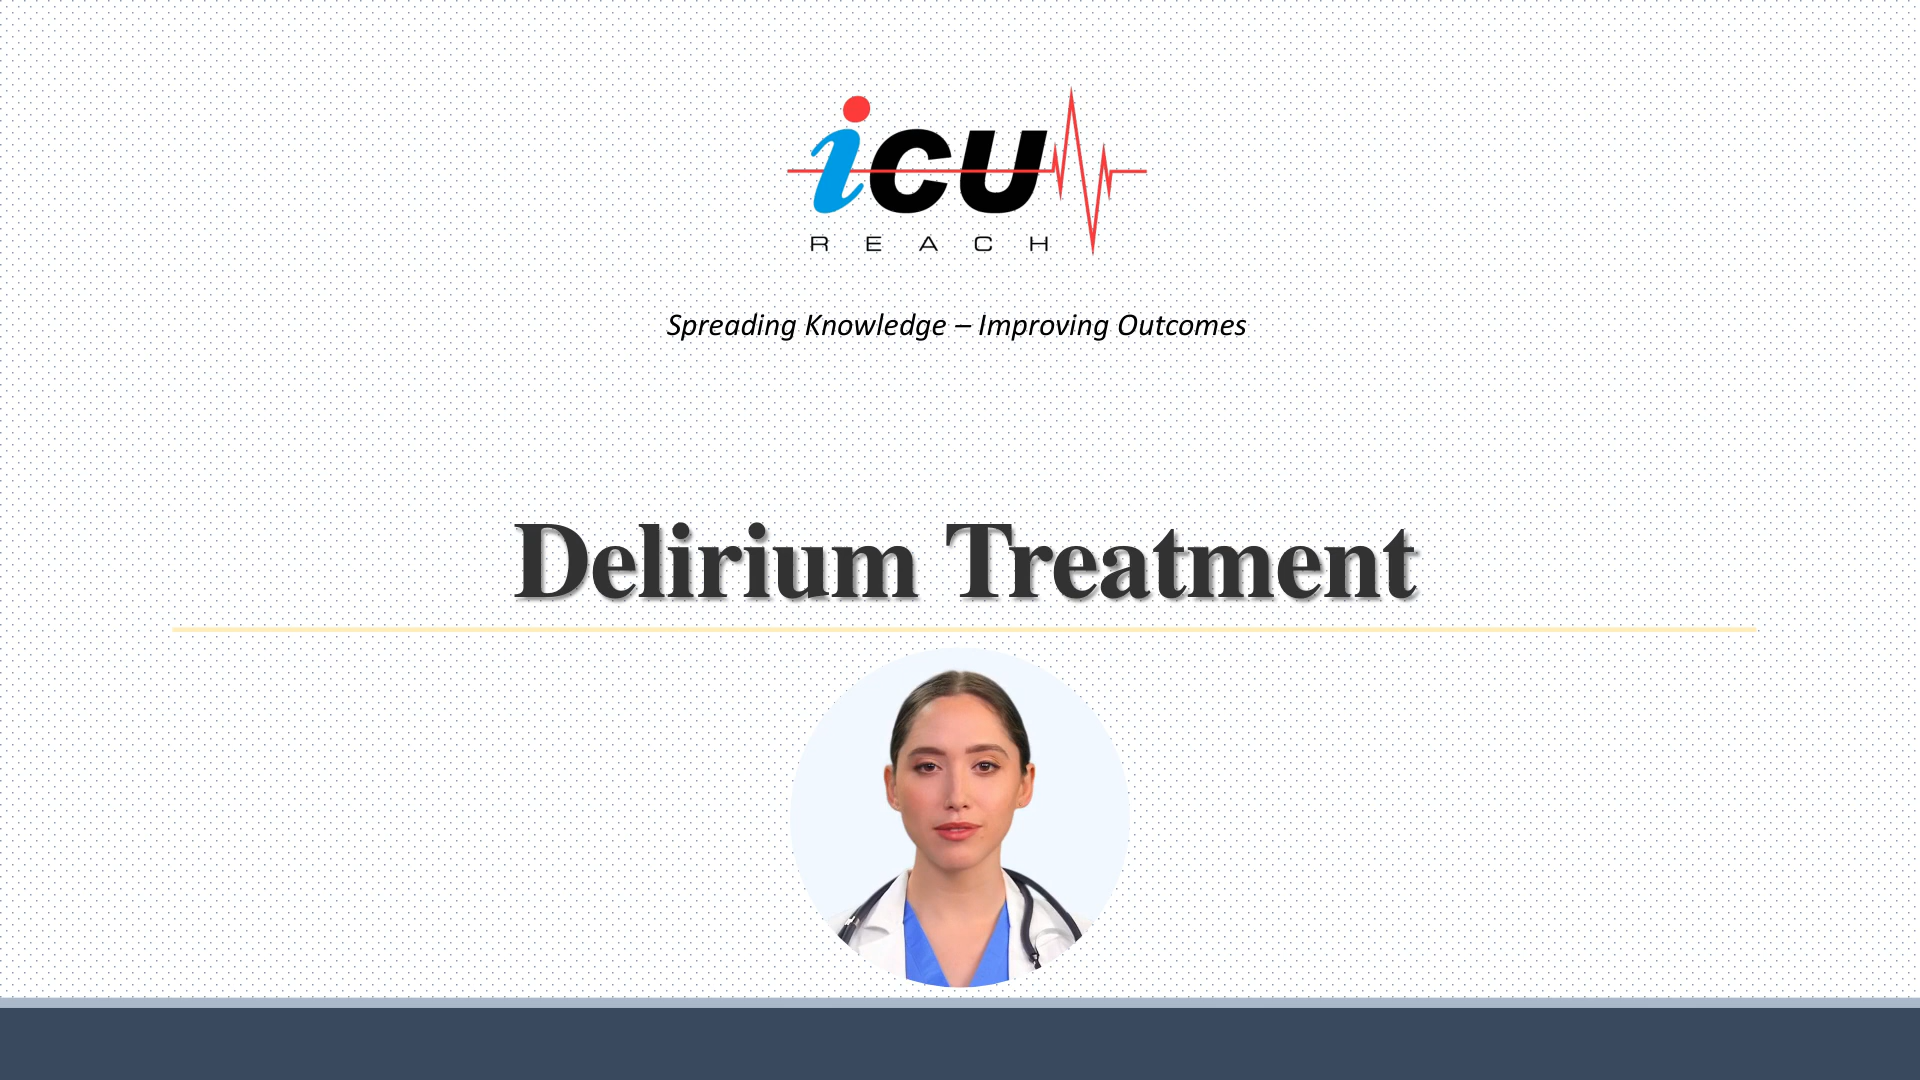 iCU
REACH
Spreading Knowledge – Improving Outcomes
Delirium Treatment